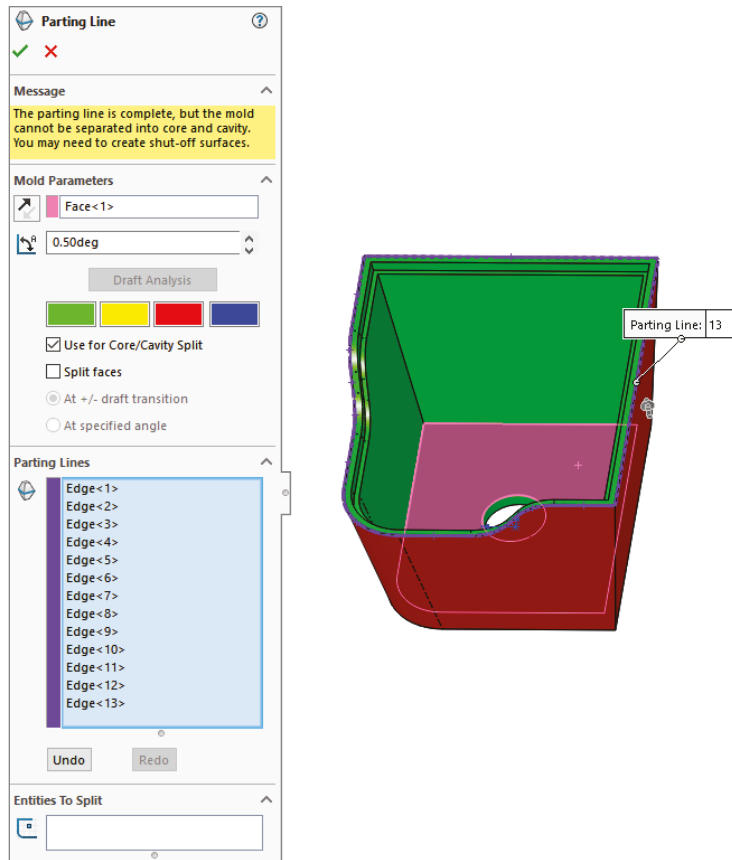 Parting Line
Message
The parting line is complete, but the mold
cannot be separated into core and cavity.
You may need to create shut-off surfaces.
Mold Parameters
Face<1>
0.50deg
Draft Analysis
Use for Core/Cavity Split
Split faces
At +/- draft transition
At specified angle
Parting Lines
Edge<1>
Edge<2>
Edge<3>
Edge<4>
Edge<5>
Edge<6>
Edge<7>
Edge<8>
Edge<9>
Edge<10>
Edge<11>
Edge<12>
Edge<13>
Undo
Redo
Entities To Split
Parting Line: 13